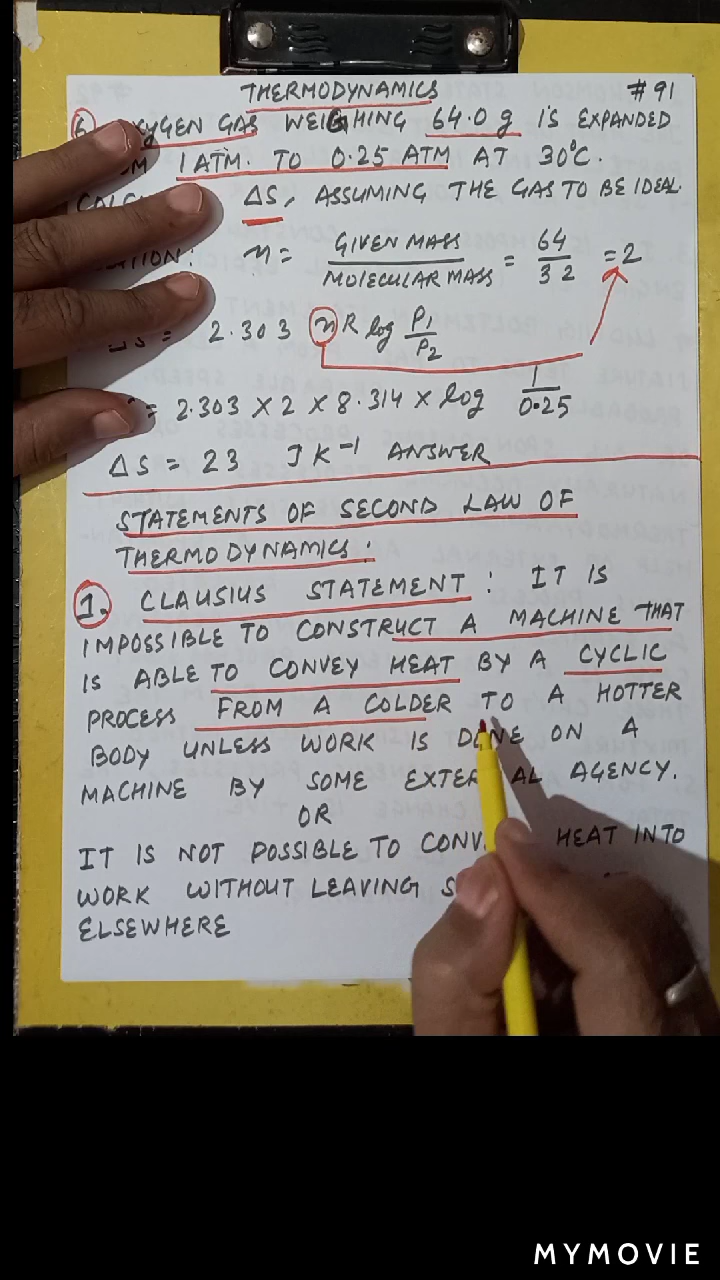 THERMODYNAMICS #91
6. OXYGEN GAS WEIGHING 64.0 g IS EXPANDED
1 ATM. TO 0.25 ATM AT 30°C.
ΔS, ASSUMING THE GAS TO BE IDEAL
n = GIVEN MASS / MOLECULAR MASS = 64 / 32 = 2
= 2.303 n R log P1 / P2
= 2.303 × 2 × 8.314 × log 1 / 0.25
ΔS = 23 J K⁻¹ ANSWER
STATEMENTS OF SECOND LAW OF
THERMODYNAMICS:
1. CLAUSIUS STATEMENT: IT IS
IMPOSSIBLE TO CONSTRUCT A MACHINE THAT
IS ABLE TO CONVEY HEAT BY A CYCLIC
PROCESS FROM A COLDER TO A HOTTER
BODY UNLESS WORK IS DONE ON A
MACHINE BY SOME EXTERNAL AGENCY.
OR
IT IS NOT POSSIBLE TO HEAT INTO
WORK WITHOUT LEAVING
ELSEWHERE
MYMOVIE